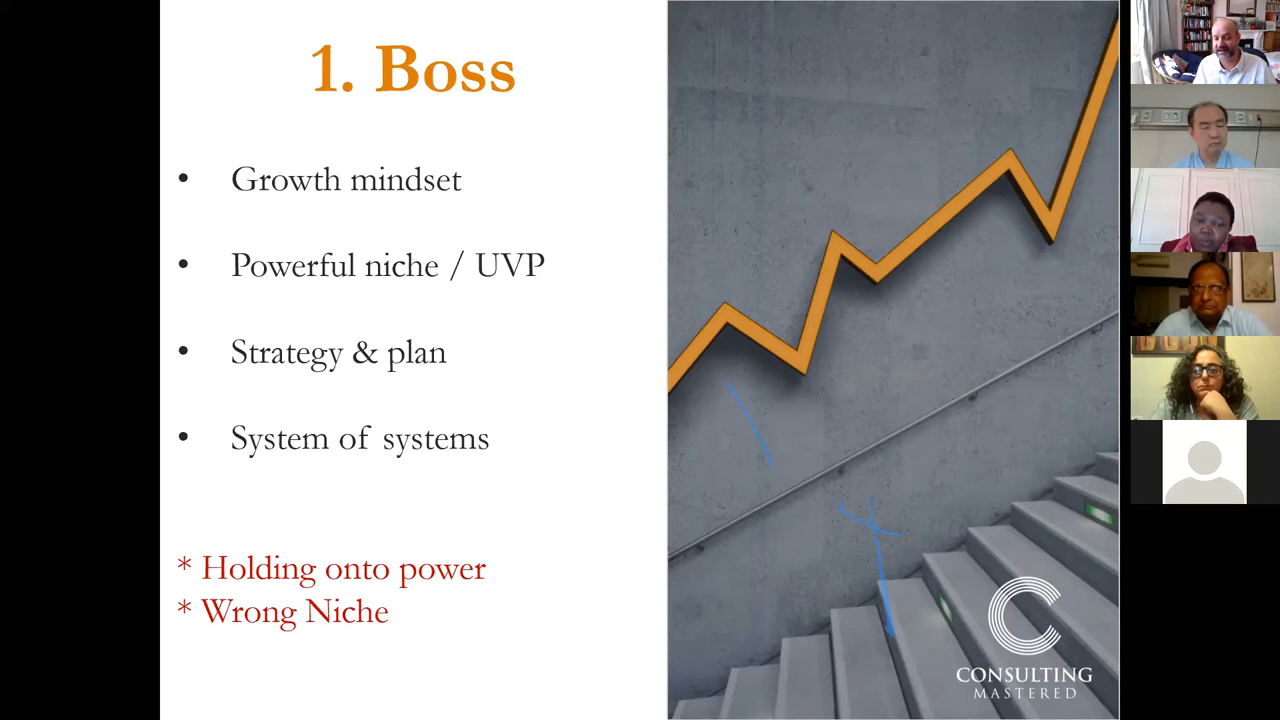 1. Boss
• Growth mindset
• Powerful niche / UVP
• Strategy & plan
• System of systems
* Holding onto power
* Wrong Niche
CONSULTING
MASTERED